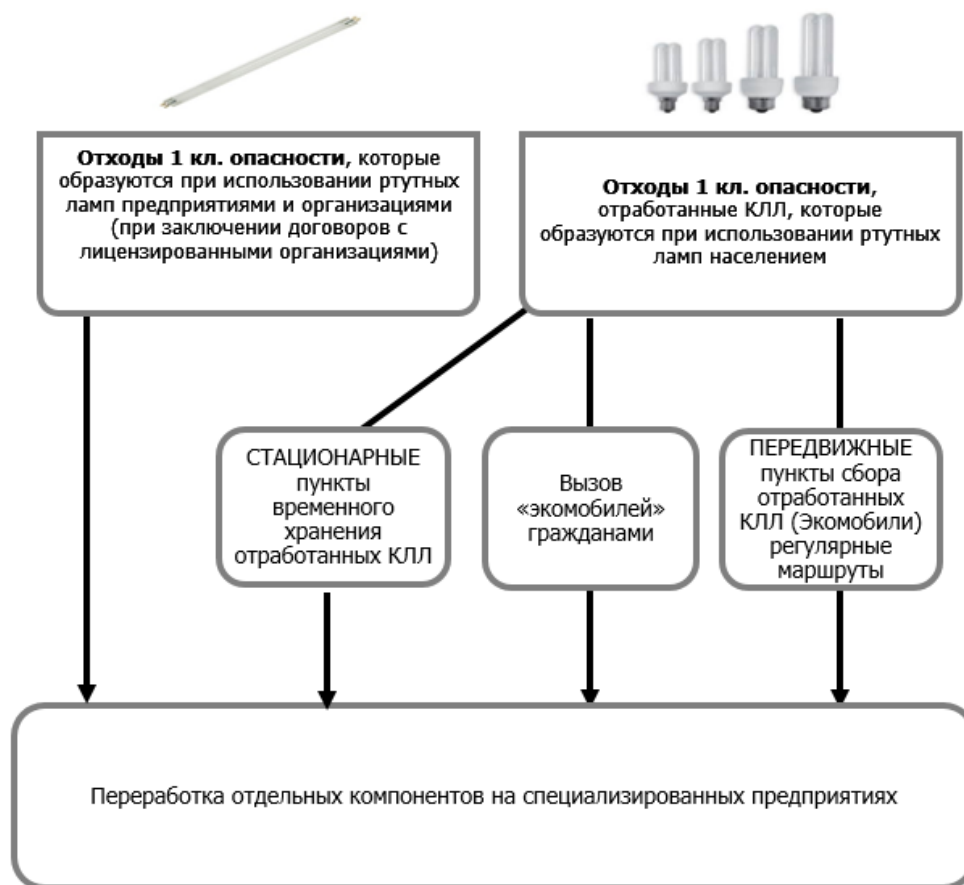 Отходы 1 кл. опасности, которые
образуются при использовании ртутных
ламп предприятиями и организациями
(при заключении договоров с
лицензированными организациями)
Отходы 1 кл. опасности,
отработанные КЛЛ, которые
образуются при использовании ртутных
ламп населением
СТАЦИОНАРНЫЕ
пункты
временного
хранения
отработанных КЛЛ
Вызов
«экомобилей»
гражданами
ПЕРЕДВИЖНЫЕ
пункты сбора
отработанных
КЛЛ (Экомобили)
регулярные
маршруты
Переработка отдельных компонентов на специализированных предприятиях